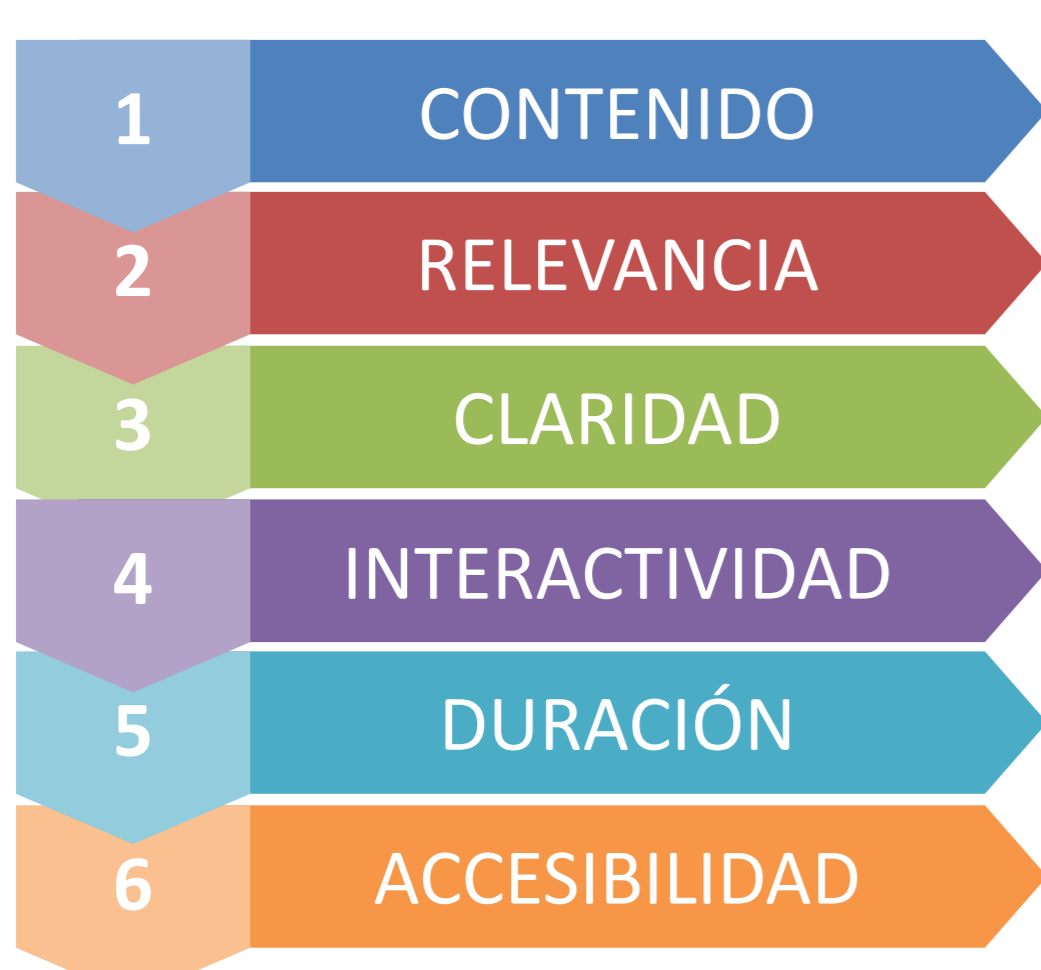 1 CONTENIDO
2 RELEVANCIA
3 CLARIDAD
4 INTERACTIVIDAD
5 DURACIÓN
6 ACCESIBILIDAD